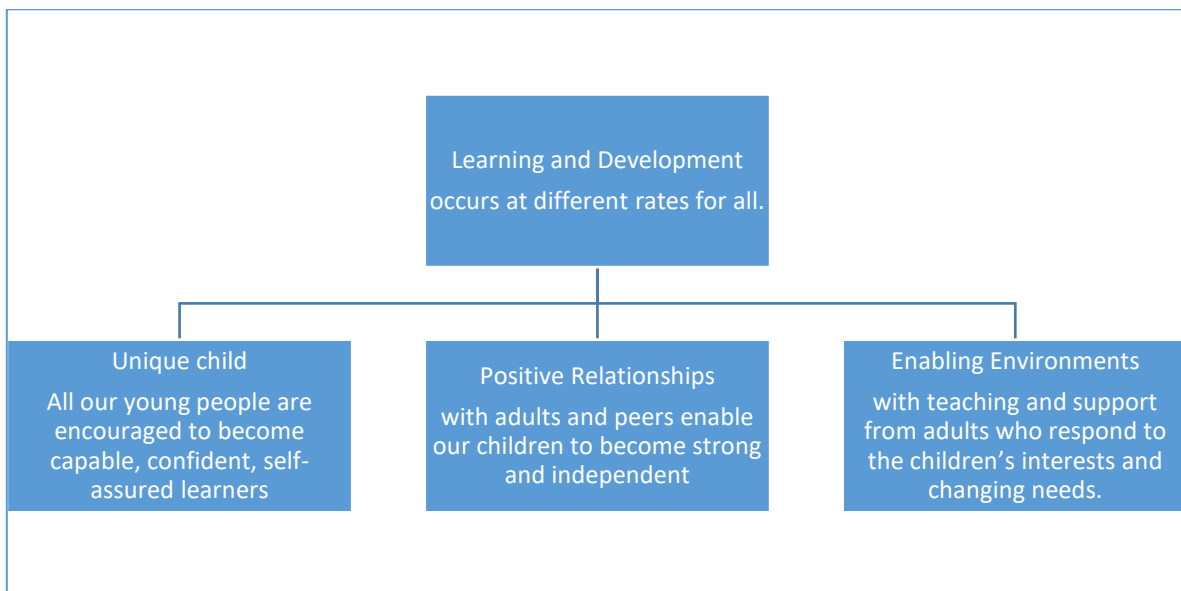 Learning and Development
occurs at different rates for all.
Unique child
All our young people are
encouraged to become
capable, confident, self-
assured learners
Positive Relationships
with adults and peers enable
our children to become strong
and independent
Enabling Environments
with teaching and support
from adults who respond to
the children’s interests and
changing needs.